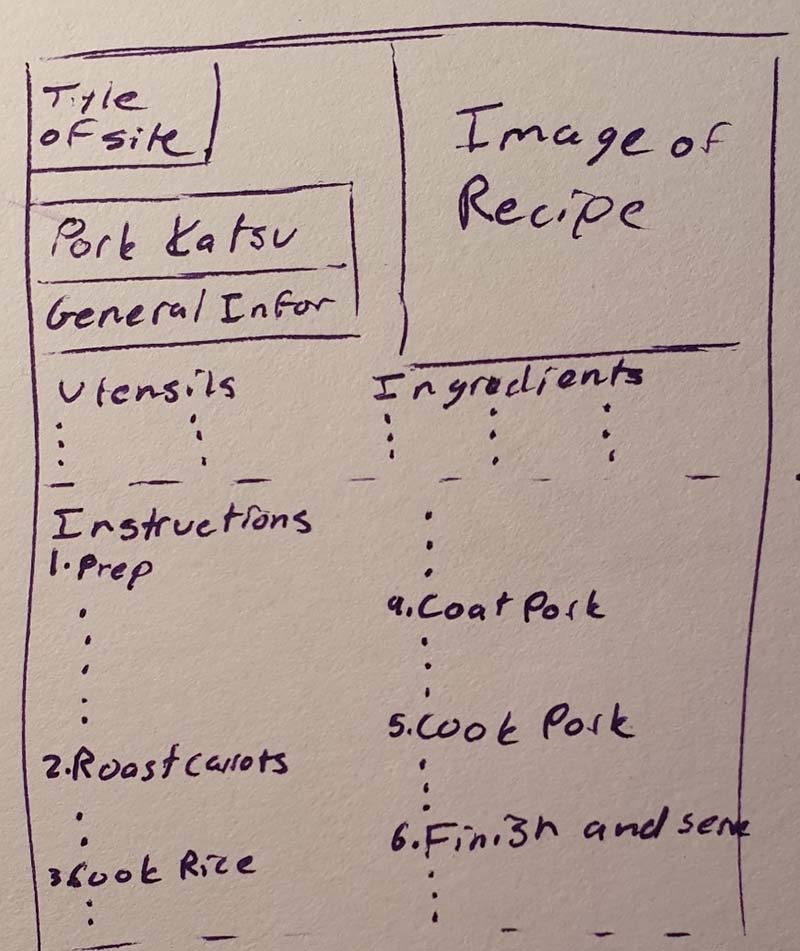 Title
of site
Image of
Recipe
Pork Katsu
General Infor
Utensils
Ingredients
Instructions
1. Prep
2. Roast carrots
3. Cook Rice
4. Coat Pork
5. Cook Pork
6. Finish and serve